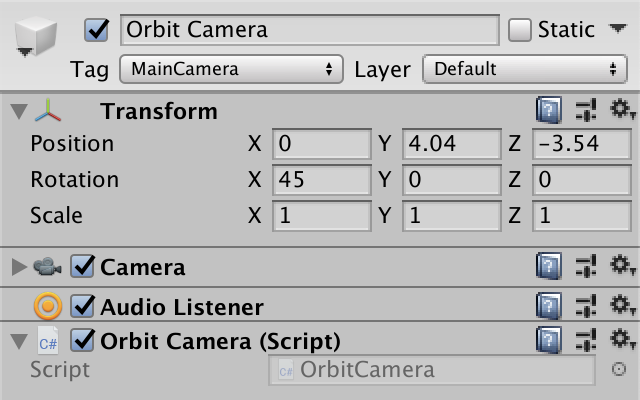 Orbit Camera Static
Tag MainCamera Layer Default
Transform
Position X 0 Y 4.04 Z -3.54
Rotation X 45 Y 0 Z 0
Scale X 1 Y 1 Z 1
Camera
Audio Listener
C# Orbit Camera (Script)
Script C# OrbitCamera